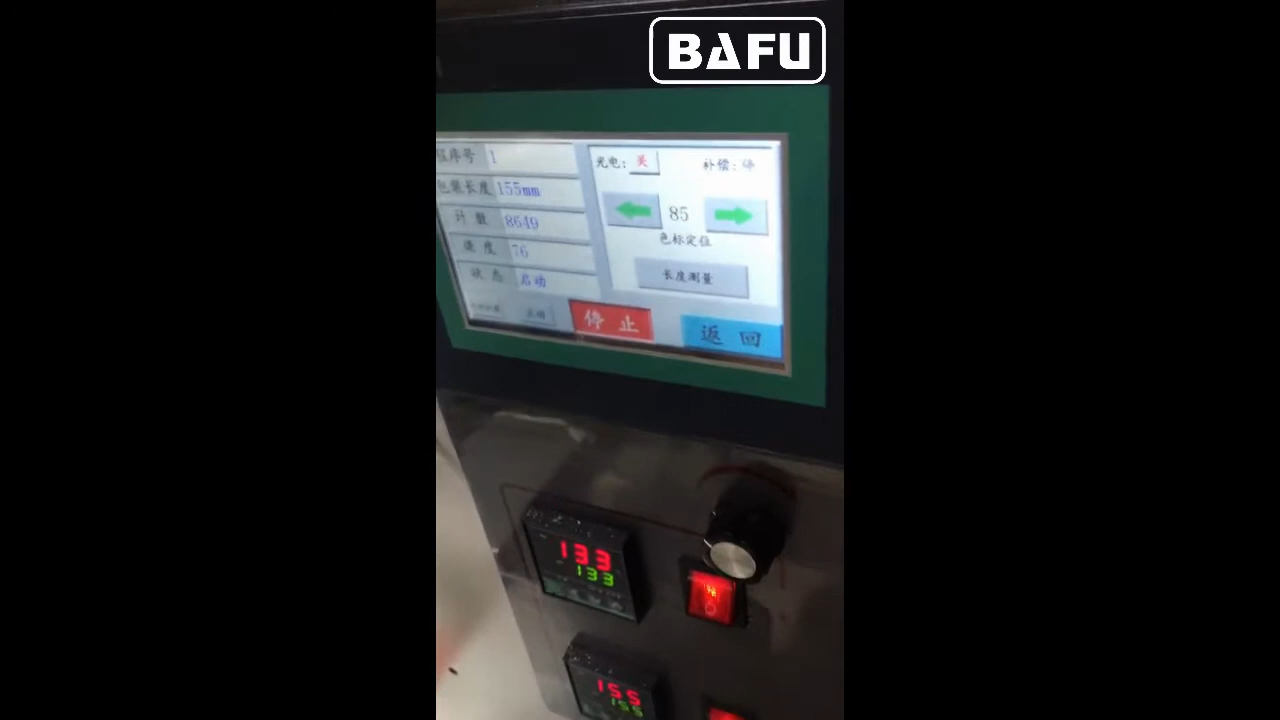 BAFU
序号 1
包装长度 155mm
计数 8649
速度 76
状态 启动
光电: 关
补偿: 停
85
色标定位
长度测量
停止
返回
133
133
155
155